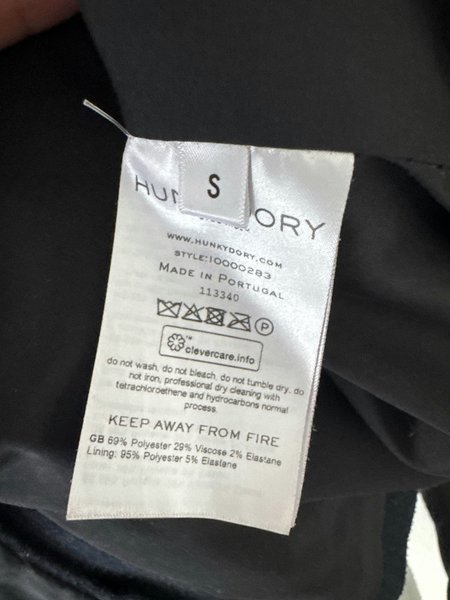 S
HUN DORY
WWW.HUNKYDORY.COM
STYLE:10000283
MADE IN PORTUGAL
113340
P
clevercare.info
do not wash, do not bleach, do not tumble dry, do
not iron, professional dry cleaning with
tetrachloroethene and hydrocarbons normal
process.
KEEP AWAY FROM FIRE
GB 69% Polyester 29% Viscose 2% Elastane
Lining: 95% Polyester 5% Elastane